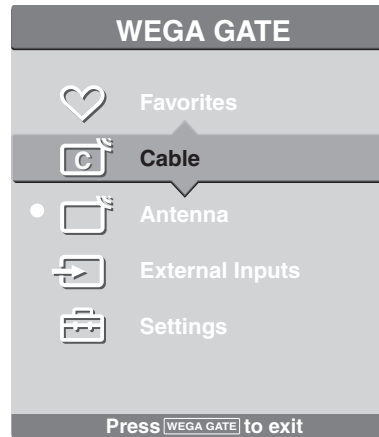 WEGA GATE
Favorites
C Cable
Antenna
External Inputs
Settings
Press WEGA GATE to exit